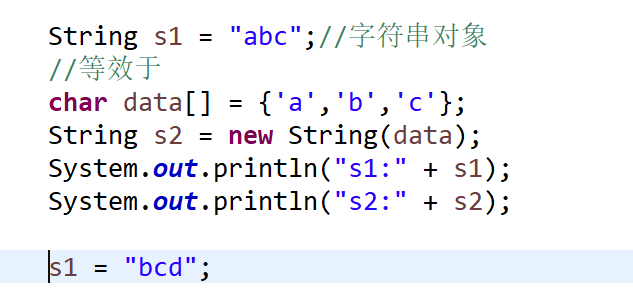 String s1 = "abc";//字符串对象
//等效于
char data[] = {'a','b','c'};
String s2 = new String(data);
System.out.println("s1:" + s1);
System.out.println("s2:" + s2);
s1 = "bcd";